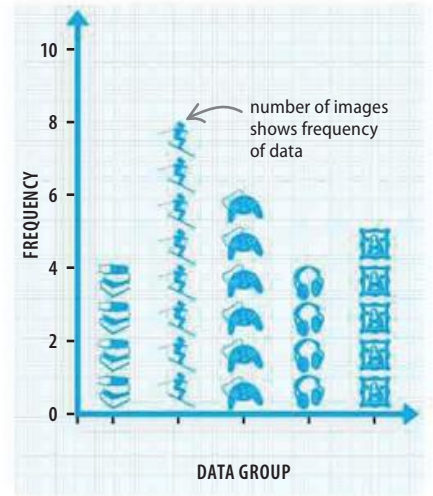 10
8
6
4
2
0
FREQUENCY
number of images
shows frequency
of data
DATA GROUP